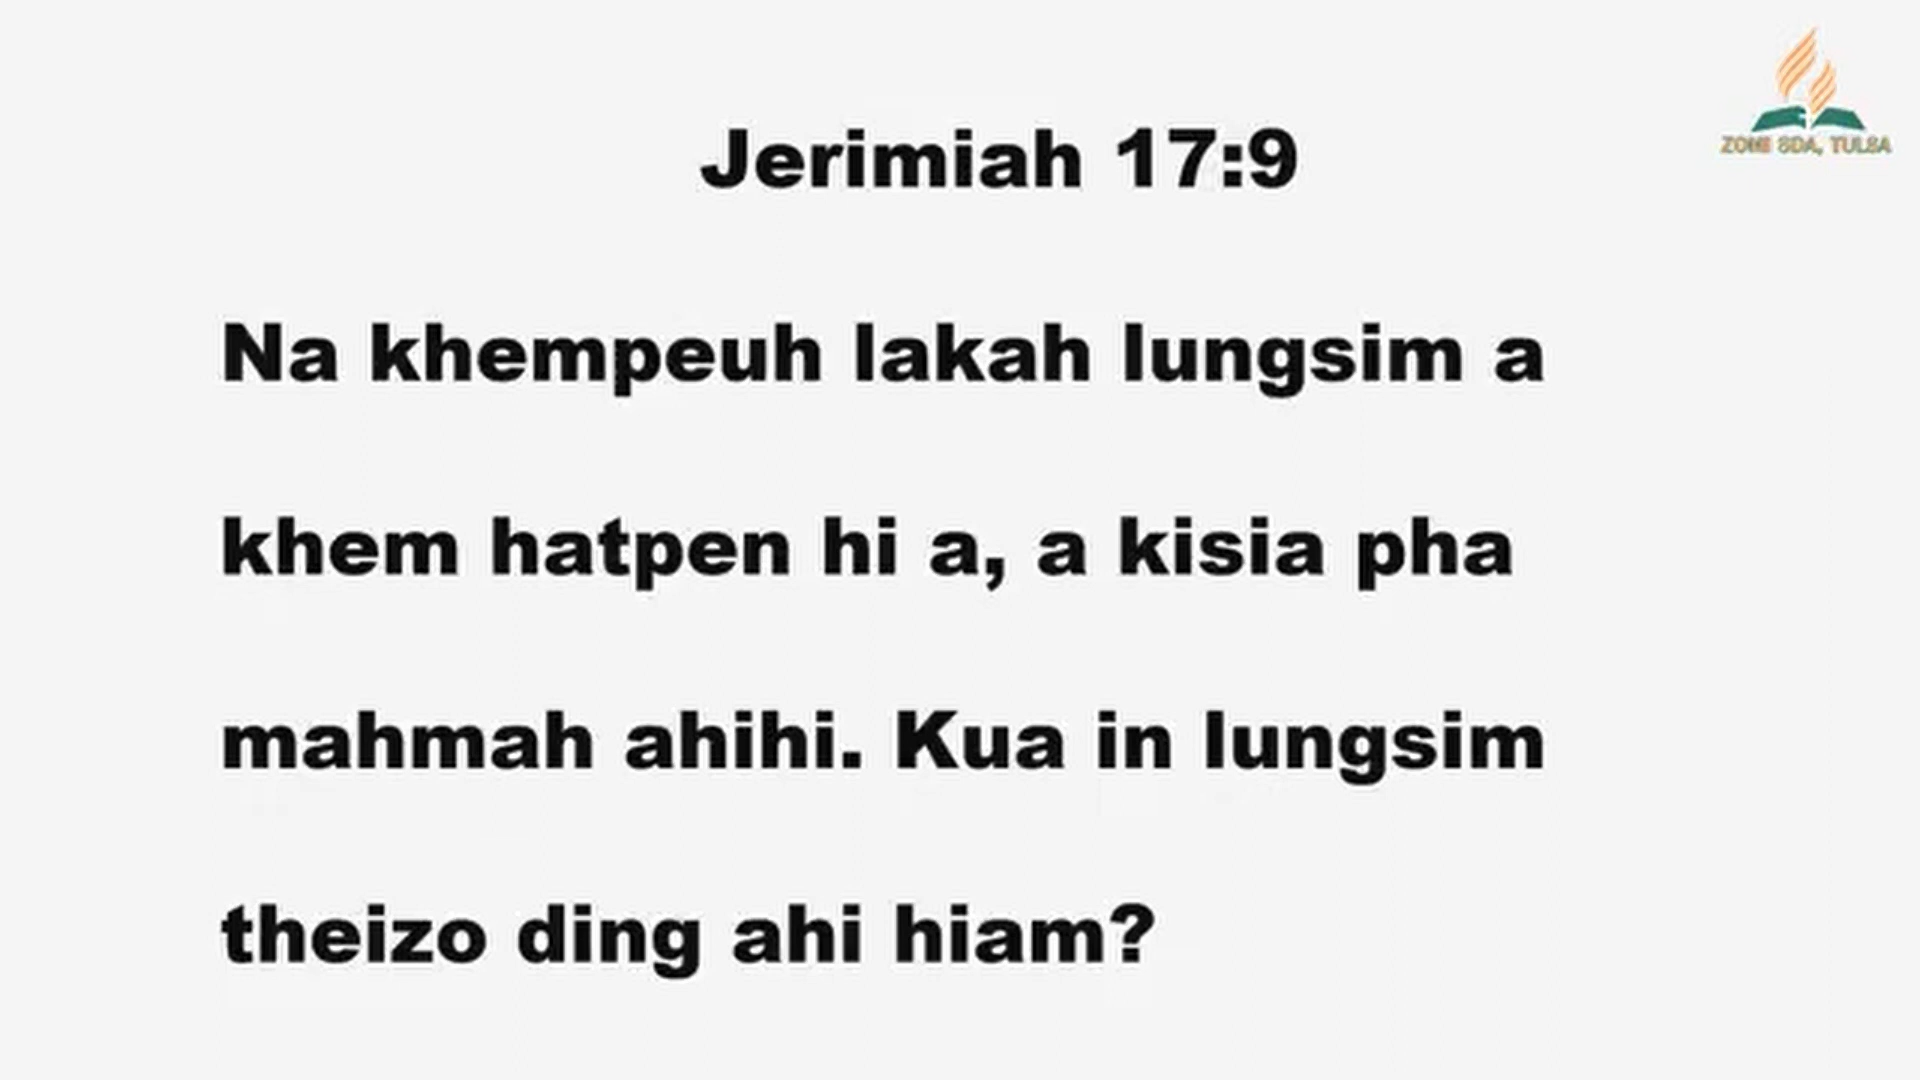 ZOMI SDA, TULSA
Jerimiah 17:9
Na khempeuh lakah lungsim a
khem hatpen hi a, a kisia pha
mahmah ahihi. Kua in lungsim
theizo ding ahi hiam?